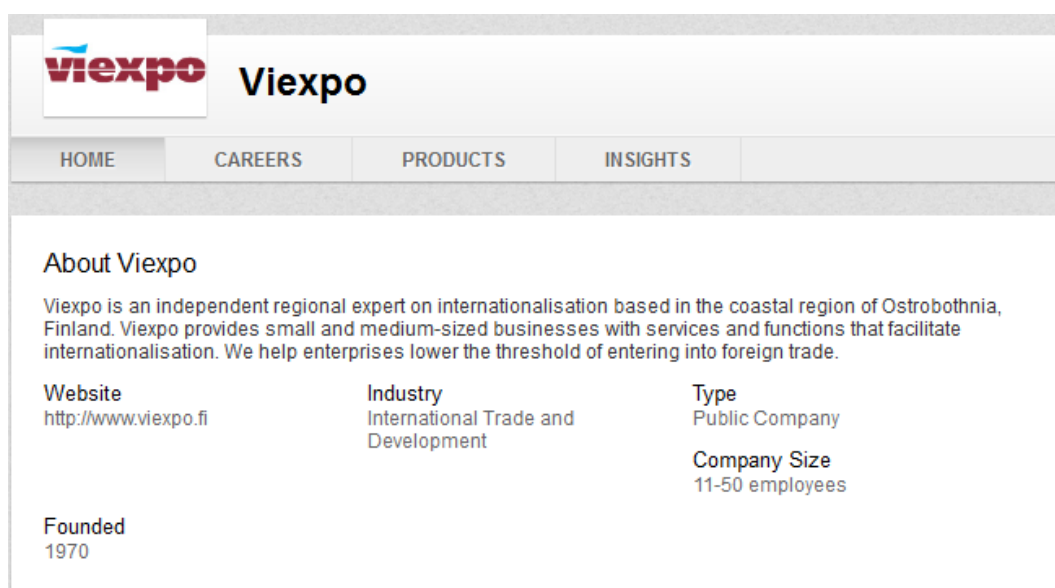 viexpo
Viexpo
HOME CAREERS PRODUCTS INSIGHTS
About Viexpo
Viexpo is an independent regional expert on internationalisation based in the coastal region of Ostrobothnia,
Finland. Viexpo provides small and medium-sized businesses with services and functions that facilitate
internationalisation. We help enterprises lower the threshold of entering into foreign trade.
Website
http://www.viexpo.fi
Industry
International Trade and
Development
Type
Public Company
Company Size
11-50 employees
Founded
1970